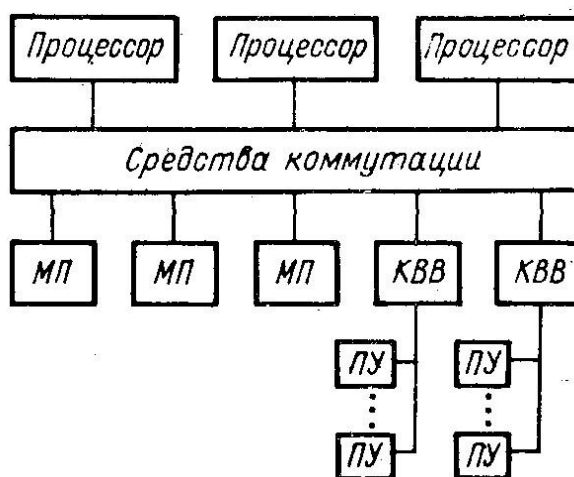 Процессор Процессор Процессор
Средства коммутации
МП МП МП КВВ КВВ
ПУ ПУ
ПУ ПУ